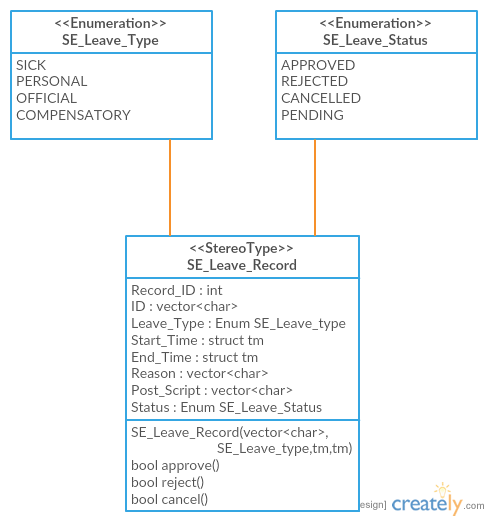 <<Enumeration>>
SE_Leave_Type
SICK
PERSONAL
OFFICIAL
COMPENSATORY
<<Enumeration>>
SE_Leave_Status
APPROVED
REJECTED
CANCELLED
PENDING
<<StereoType>>
SE_Leave_Record
Record_ID : int
ID : vector<char>
Leave_Type : Enum SE_Leave_type
Start_Time : struct tm
End_Time : struct tm
Reason : vector<char>
Post_Script : vector<char>
Status : Enum SE_Leave_Status
SE_Leave_Record(vector<char>,
SE_Leave_type,tm,tm)
bool approve()
bool reject()
bool cancel()
esign] creately.com